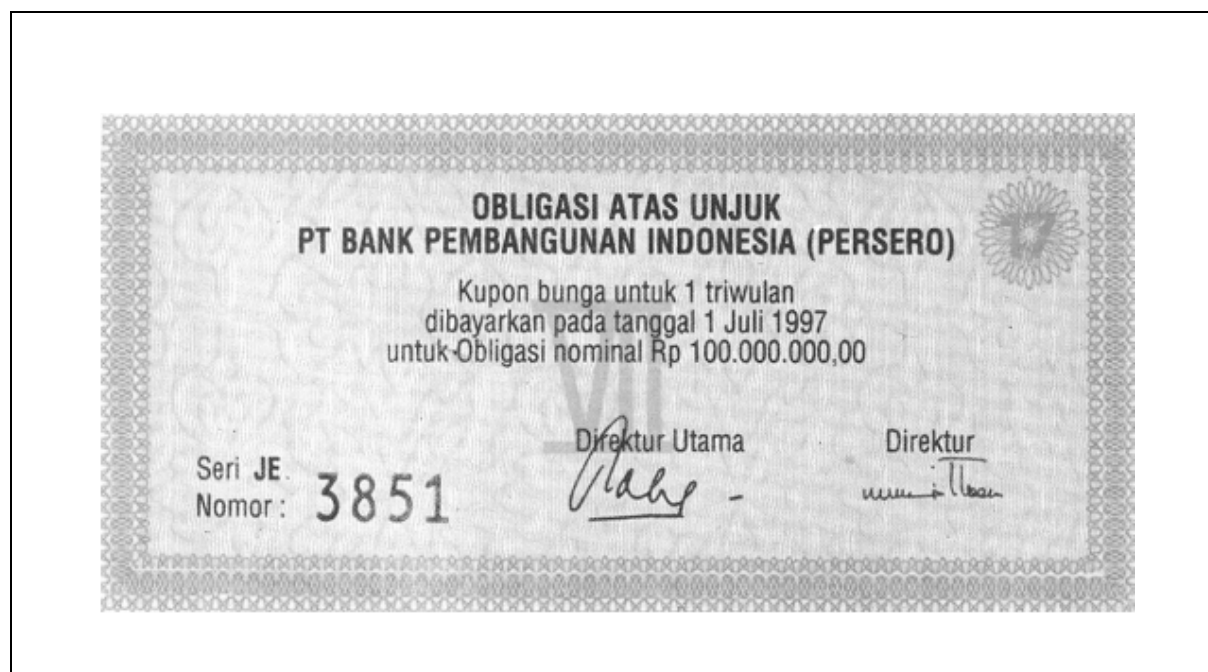 OBLIGASI ATAS UNJUK
PT BANK PEMBANGUNAN INDONESIA (PERSERO)
17
Kupon bunga untuk 1 triwulan
dibayarkan pada tanggal 1 Juli 1997
untuk Obligasi nominal Rp 100.000.000,00
VII
Direktur Utama
Direktur
Seri JE
Nomor : 3851